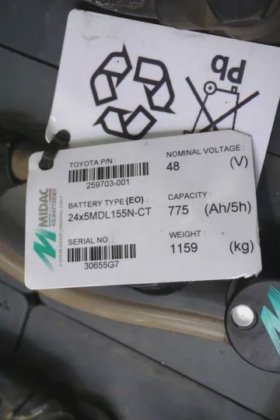 Pb
TOYOTA P/N
259703-001
NOMINAL VOLTAGE :
48 (V)
BATTERY TYPE (EO) :
24x5MDL155N-CT
CAPACITY
775 (Ah/5h)
SERIAL NO :
30655G7
WEIGHT :
1159 (kg)
MIDAC
BATTERIES